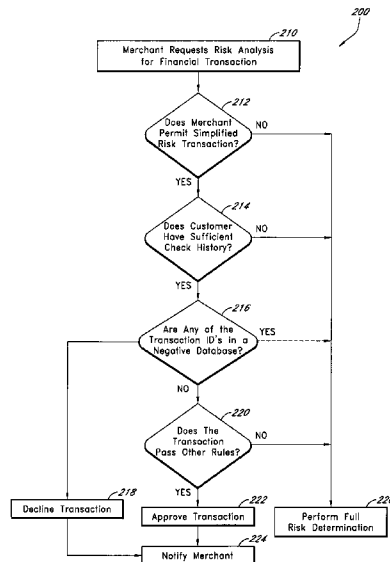 200
210
Merchant Requests Risk Analysis
for Financial Transaction
212
Does Merchant
Permit Simplified
Risk Transaction?
NO
YES
214
Does Customer
Have Sufficient
Check History?
NO
YES
216
Are Any of the
Transaction ID's in a
Negative Database?
YES
NO
220
Does The
Transaction
Pass Other Rules?
NO
YES
218
Decline Transaction
222
Approve Transaction
Perform Full
Risk Determination
224
Notify Merchant